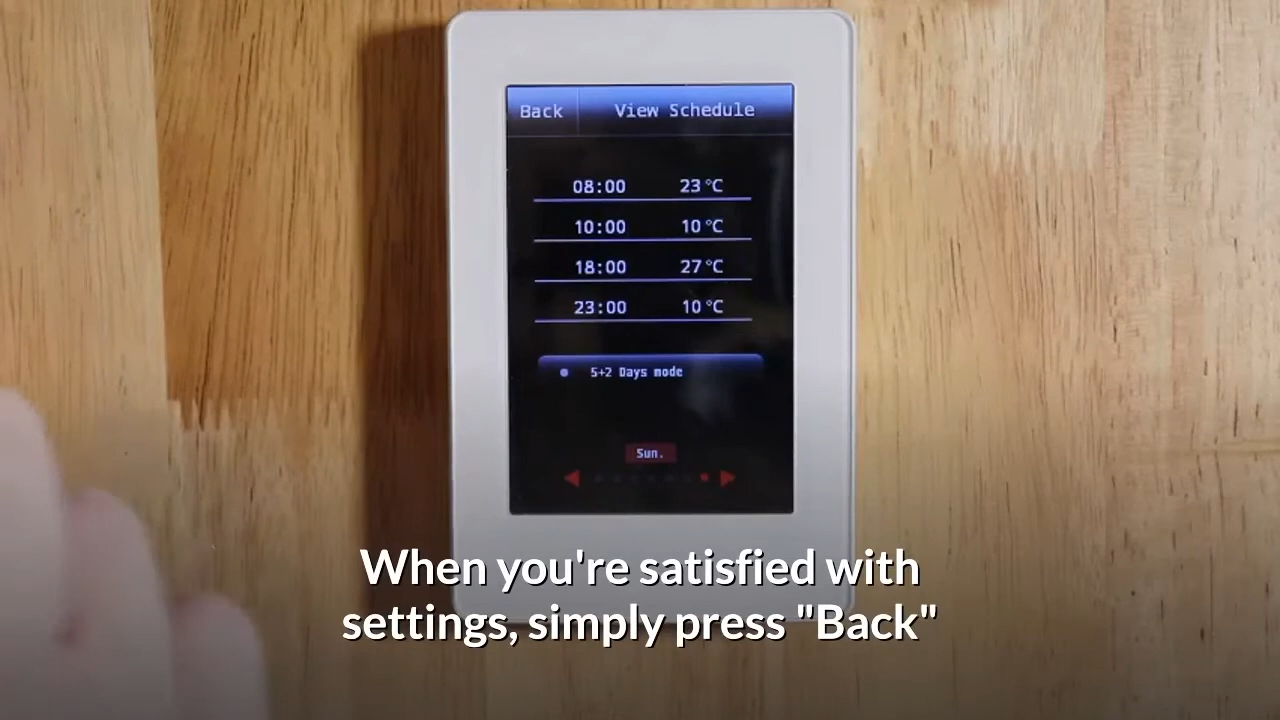 Back View Schedule
08:00 23°C
10:00 10°C
18:00 27°C
23:00 10°C
5+2 Days mode
Sun.
When you're satisfied with
settings, simply press "Back"